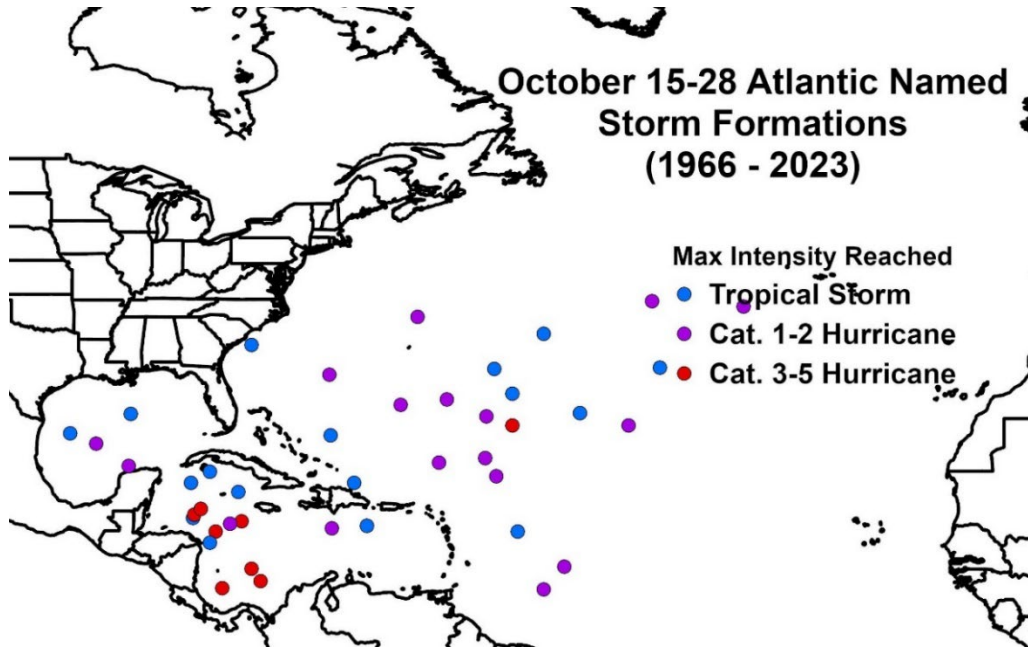 October 15-28 Atlantic Named
Storm Formations
(1966 - 2023)
Max Intensity Reached
Tropical Storm
Cat. 1-2 Hurricane
Cat. 3-5 Hurricane